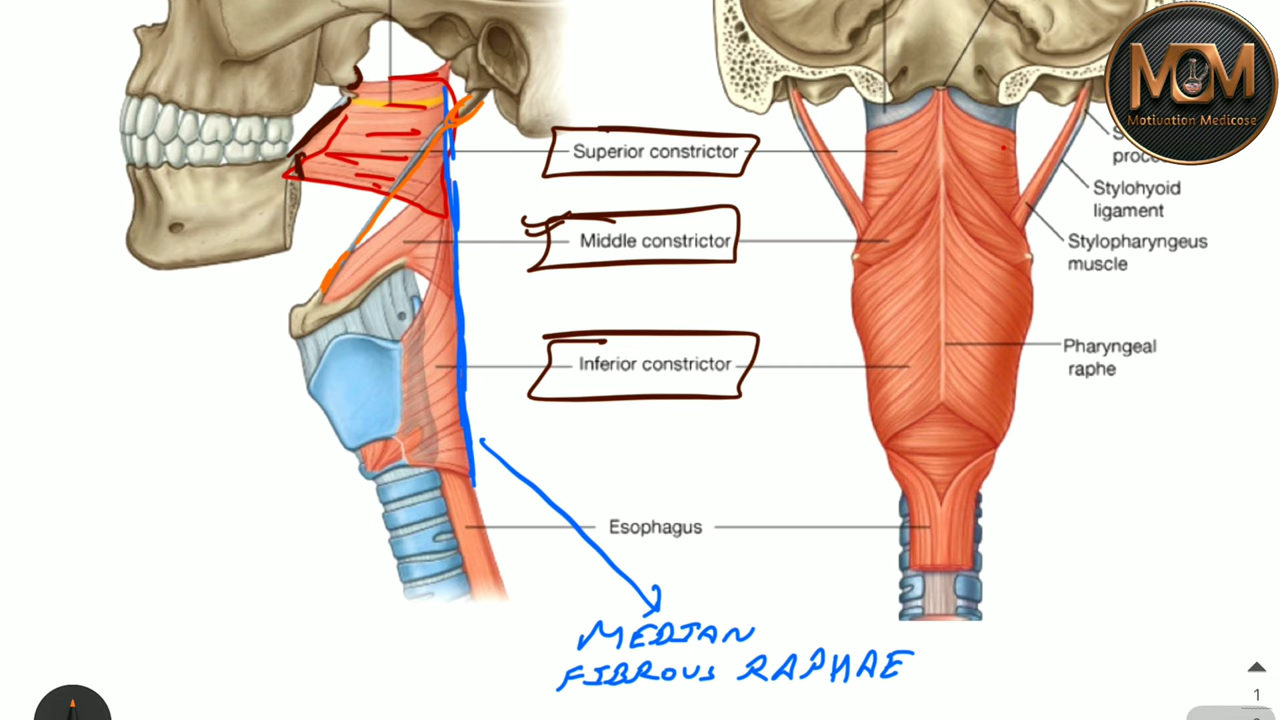 MOM
Motivation Medicose
Superior constrictor
Middle constrictor
Inferior constrictor
Esophagus
Stylohyoid
ligament
Stylopharyngeus
muscle
Pharyngeal
raphe
MEDIAN
FIBROUS RAPHAE
1